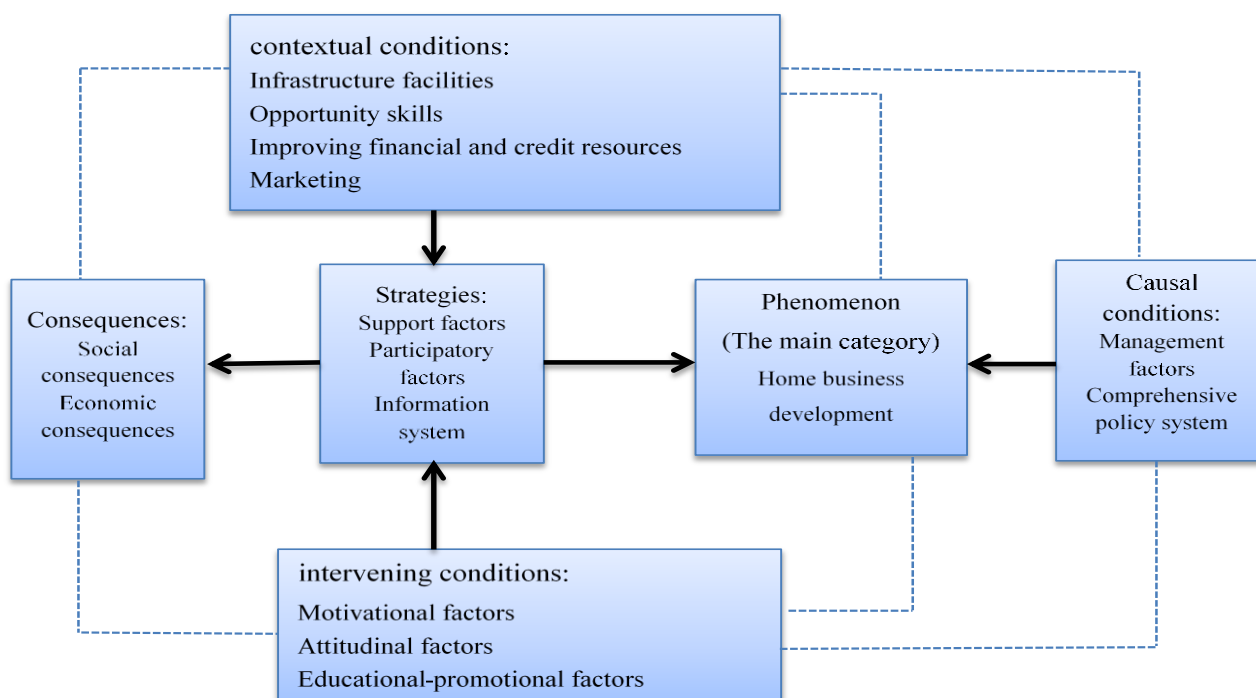 contextual conditions:
Infrastructure facilities
Opportunity skills
Improving financial and credit resources
Marketing
Consequences:
Social
consequences
Economic
consequences
Strategies:
Support factors
Participatory
factors
Information
system
Phenomenon
(The main category)
Home business
development
Causal
conditions:
Management
factors
Comprehensive
policy system
intervening conditions:
Motivational factors
Attitudinal factors
Educational-promotional factors